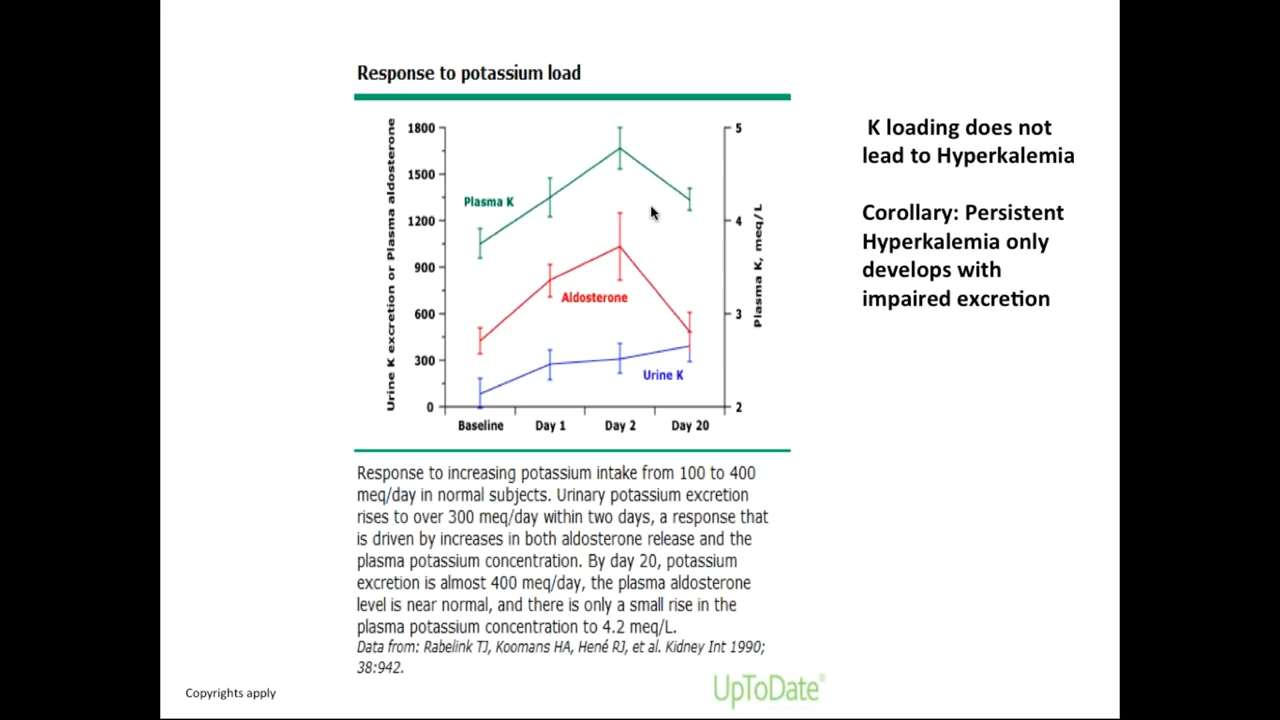 Response to potassium load
Urine K excretion or Plasma aldosterone
1800
1500
1200
900
600
300
0
Plasma K
Aldosterone
Urine K
5
4
3
2
Plasma K, meq/L
Baseline Day 1 Day 2 Day 20
K loading does not
lead to Hyperkalemia
Corollary: Persistent
Hyperkalemia only
develops with
impaired excretion
Response to increasing potassium intake from 100 to 400
meq/day in normal subjects. Urinary potassium excretion
rises to over 300 meq/day within two days, a response that
is driven by increases in both aldosterone release and the
plasma potassium concentration. By day 20, potassium
excretion is almost 400 meq/day, the plasma aldosterone
level is near normal, and there is only a small rise in the
plasma potassium concentration to 4.2 meq/L.
Data from: Rabelink TJ, Koomans HA, Hené RJ, et al. Kidney Int 1990;
38:942.
Copyrights apply
UpToDate®